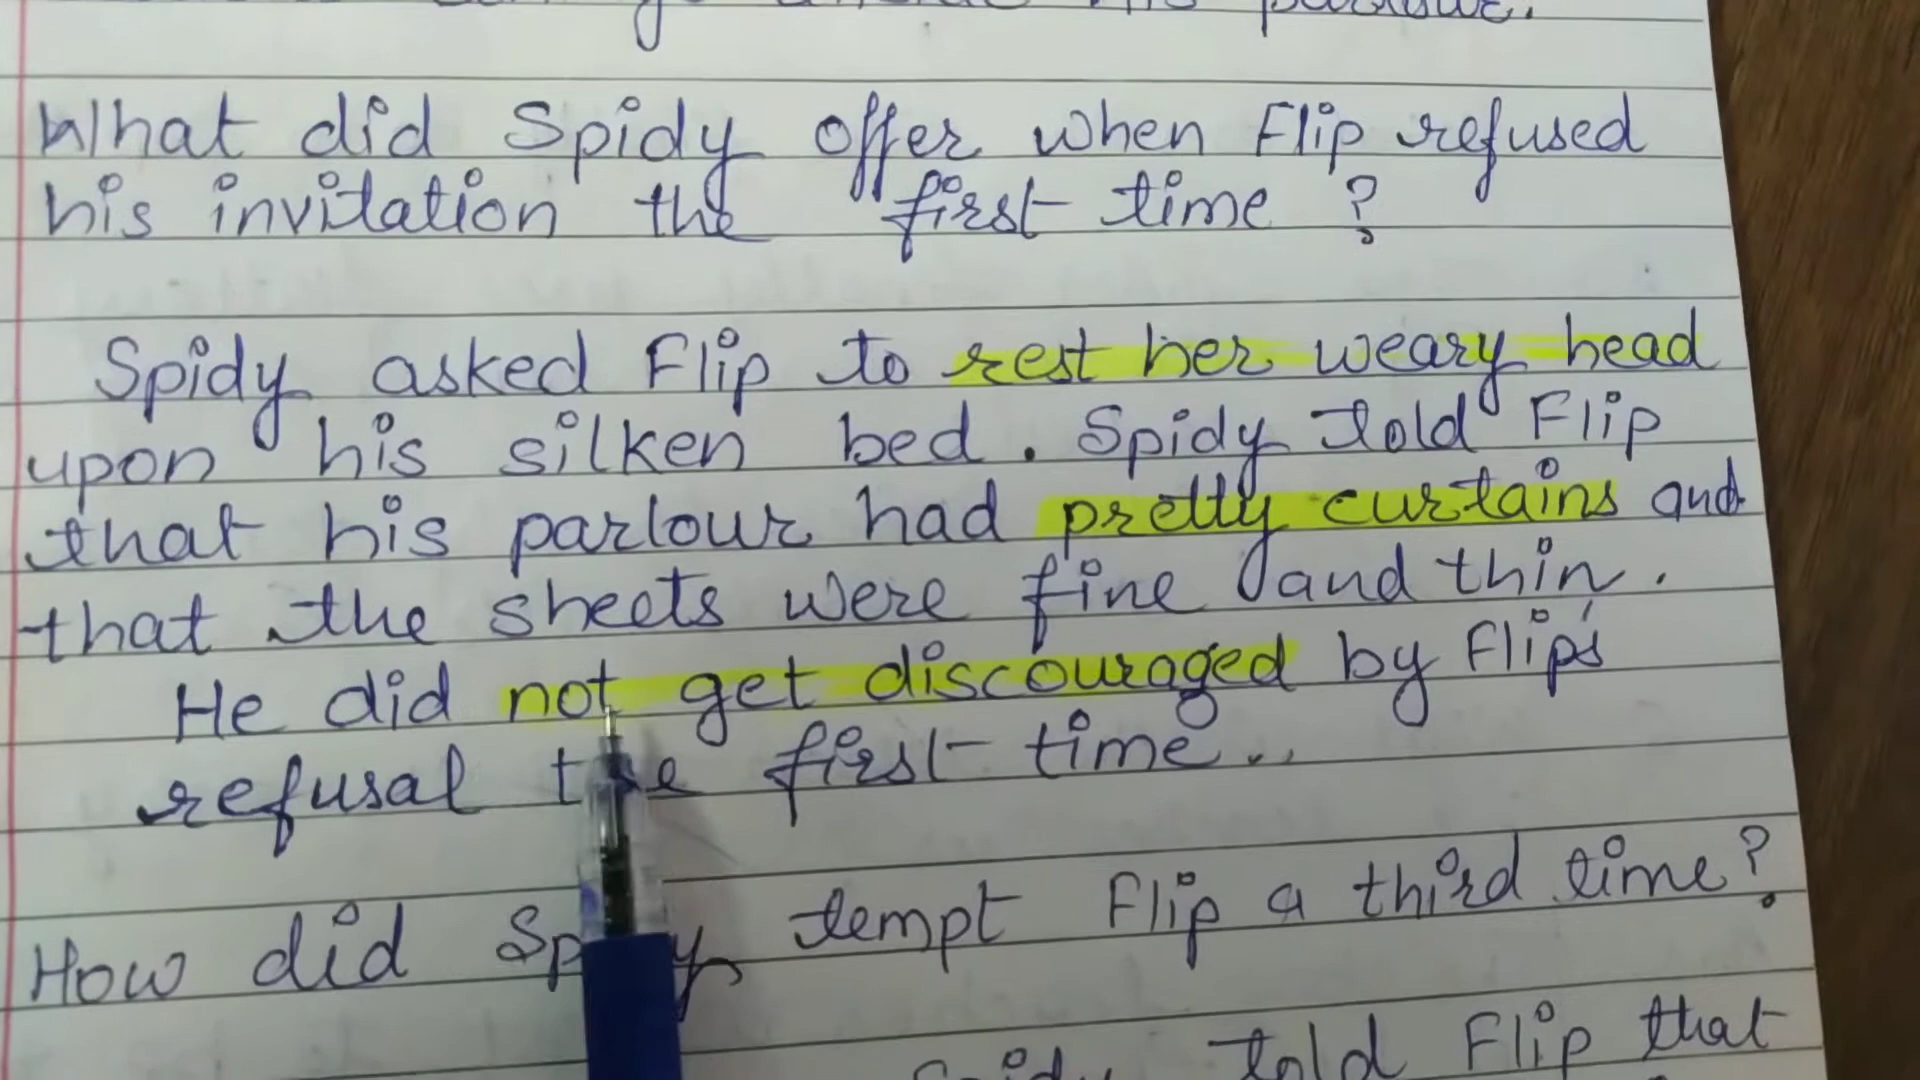 parlour.
What did Spidy offer when Flip refused
his invitation the first time ?
Spidy asked Flip to rest her weary head
upon his silken bed. Spidy told Flip
that his parlour had pretty curtains and
that the sheets were fine and thin.
He did not get discouraged by Flip's
refusal the first time..
How did Spidy tempt Flip a third time?
Spidy told Flip that